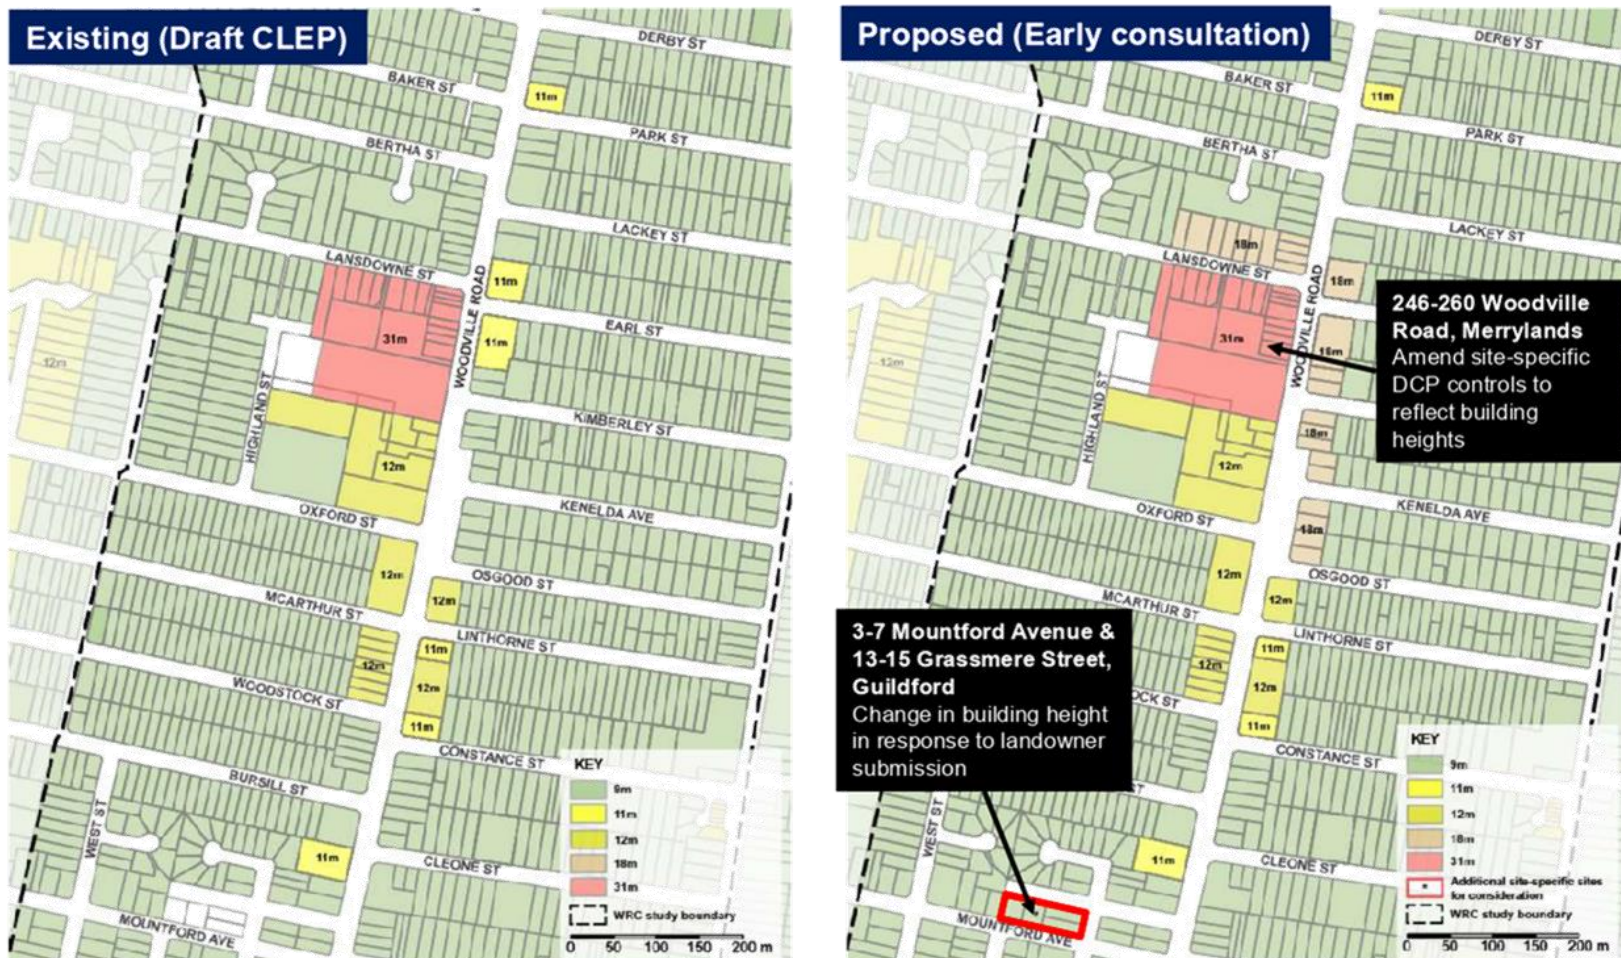 Existing (Draft CLEP)
DERBY ST
BAKER ST
11m
PARK ST
BERTHA ST
LACKEY ST
LANSDOWNE ST
WOODVILLE ROAD
11m
EARL ST
31m
11m
12m
HIGHLAND ST
KIMBERLEY ST
12m
KENELDA AVE
OXFORD ST
12m
OSGOOD ST
MCARTHUR ST
12m
LINTHORNE ST
11m
12m
12m
WOODSTOCK ST
11m
CONSTANCE ST
BURSILL ST
WEST ST
11m
CLEONE ST
MOUNTFORD AVE
KEY
9m
11m
12m
18m
31m
WRC study boundary
0 50 100 150 200 m
Proposed (Early consultation)
DERBY ST
BAKER ST
11m
PARK ST
BERTHA ST
LACKEY ST
18m
LANSDOWNE ST
WOODVILLE ROAD
18m
31m
18m
12m
HIGHLAND ST
KIMBERLEY ST
18m
12m
KENELDA AVE
18m
OXFORD ST
12m
OSGOOD ST
MCARTHUR ST
12m
LINTHORNE ST
11m
12m
12m
OCK ST
11m
CONSTANCE ST
ST
WEST ST
11m
CLEONE ST
MOUNTFORD AVE
246-260 Woodville
Road, Merrylands
Amend site-specific
DCP controls to
reflect building
heights
3-7 Mountford Avenue &
13-15 Grassmere Street,
Guildford
Change in building height
in response to landowner
submission
KEY
9m
11m
12m
18m
31m
Additional site-specific sites
for consideration
WRC study boundary
0 50 100 150 200 m